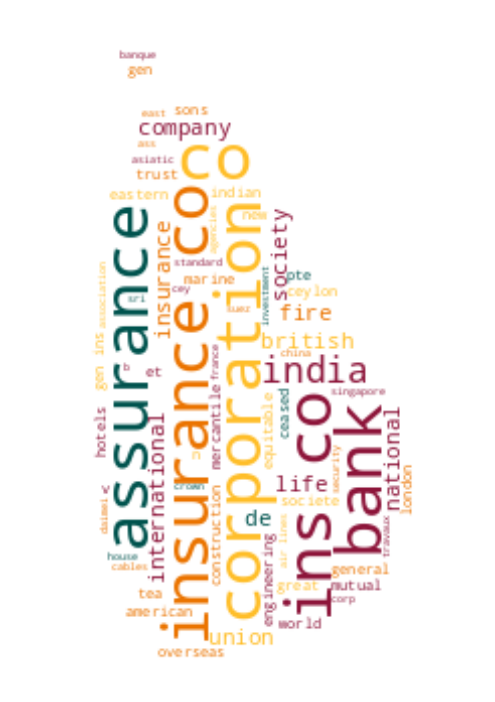 banque
gen
east
sons
company
ass
co
asiatic
trust
eastern
indian
assurance
insurance co
corporation
new
agencies
society
insurance
standard
marine
cey
sri
association
investment
pte
ceylon
suez
fire
british
china
gen ins
b
et
india
mercantile
france
singapore
ins co
bank
equitable
ceased
hotels
international
national
n
security
london
life
crown
societe
daimei
v
construction
de
air lines
travaux
engineering
house
cables
general
great
mutual
tea
corp
american
world
union
overseas